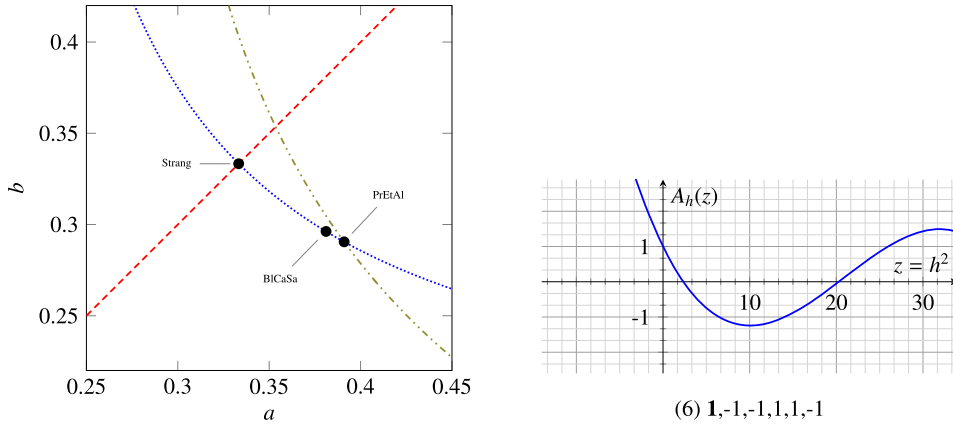 0.4
0.35
0.3
0.25
b
Strang
PrEtAl
BlCaSa
0.25 0.3 0.35 0.4 0.45
a
A_h(z)
1
z = h²
10 20 30
-1
(6) 1,-1,-1,1,1,-1